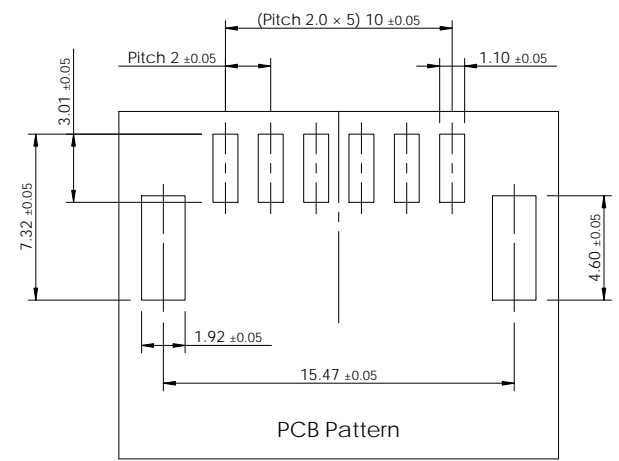 (Pitch 2.0 × 5) 10 ±0.05
Pitch 2 ±0.05
1.10 ±0.05
3.01 ±0.05
7.32 ±0.05
4.60 ±0.05
1.92 ±0.05
15.47 ±0.05
PCB Pattern